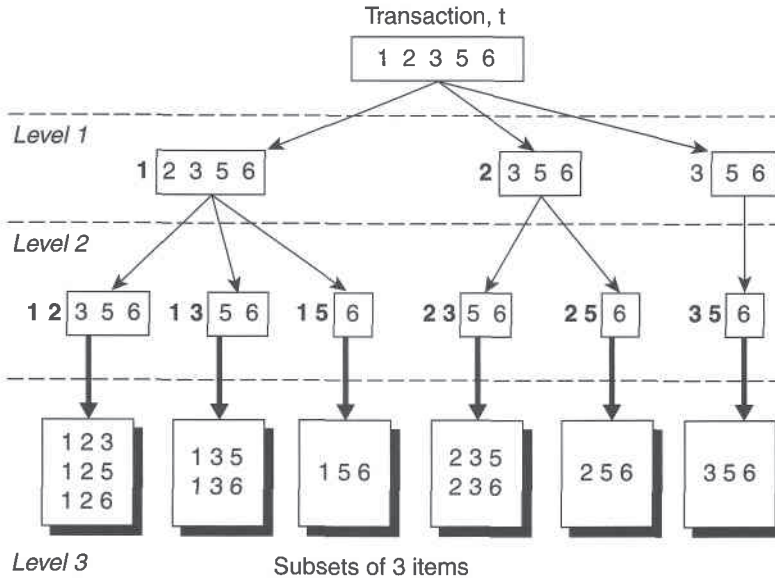 Transaction, t
1 2 3 5 6
Level 1
1 2 3 5 6
2 3 5 6
3 5 6
Level 2
1 2 3 5 6
1 3 5 6
1 5 6
2 3 5 6
2 5 6
3 5 6
1 2 3
1 2 5
1 2 6
1 3 5
1 3 6
1 5 6
2 3 5
2 3 6
2 5 6
3 5 6
Level 3
Subsets of 3 items